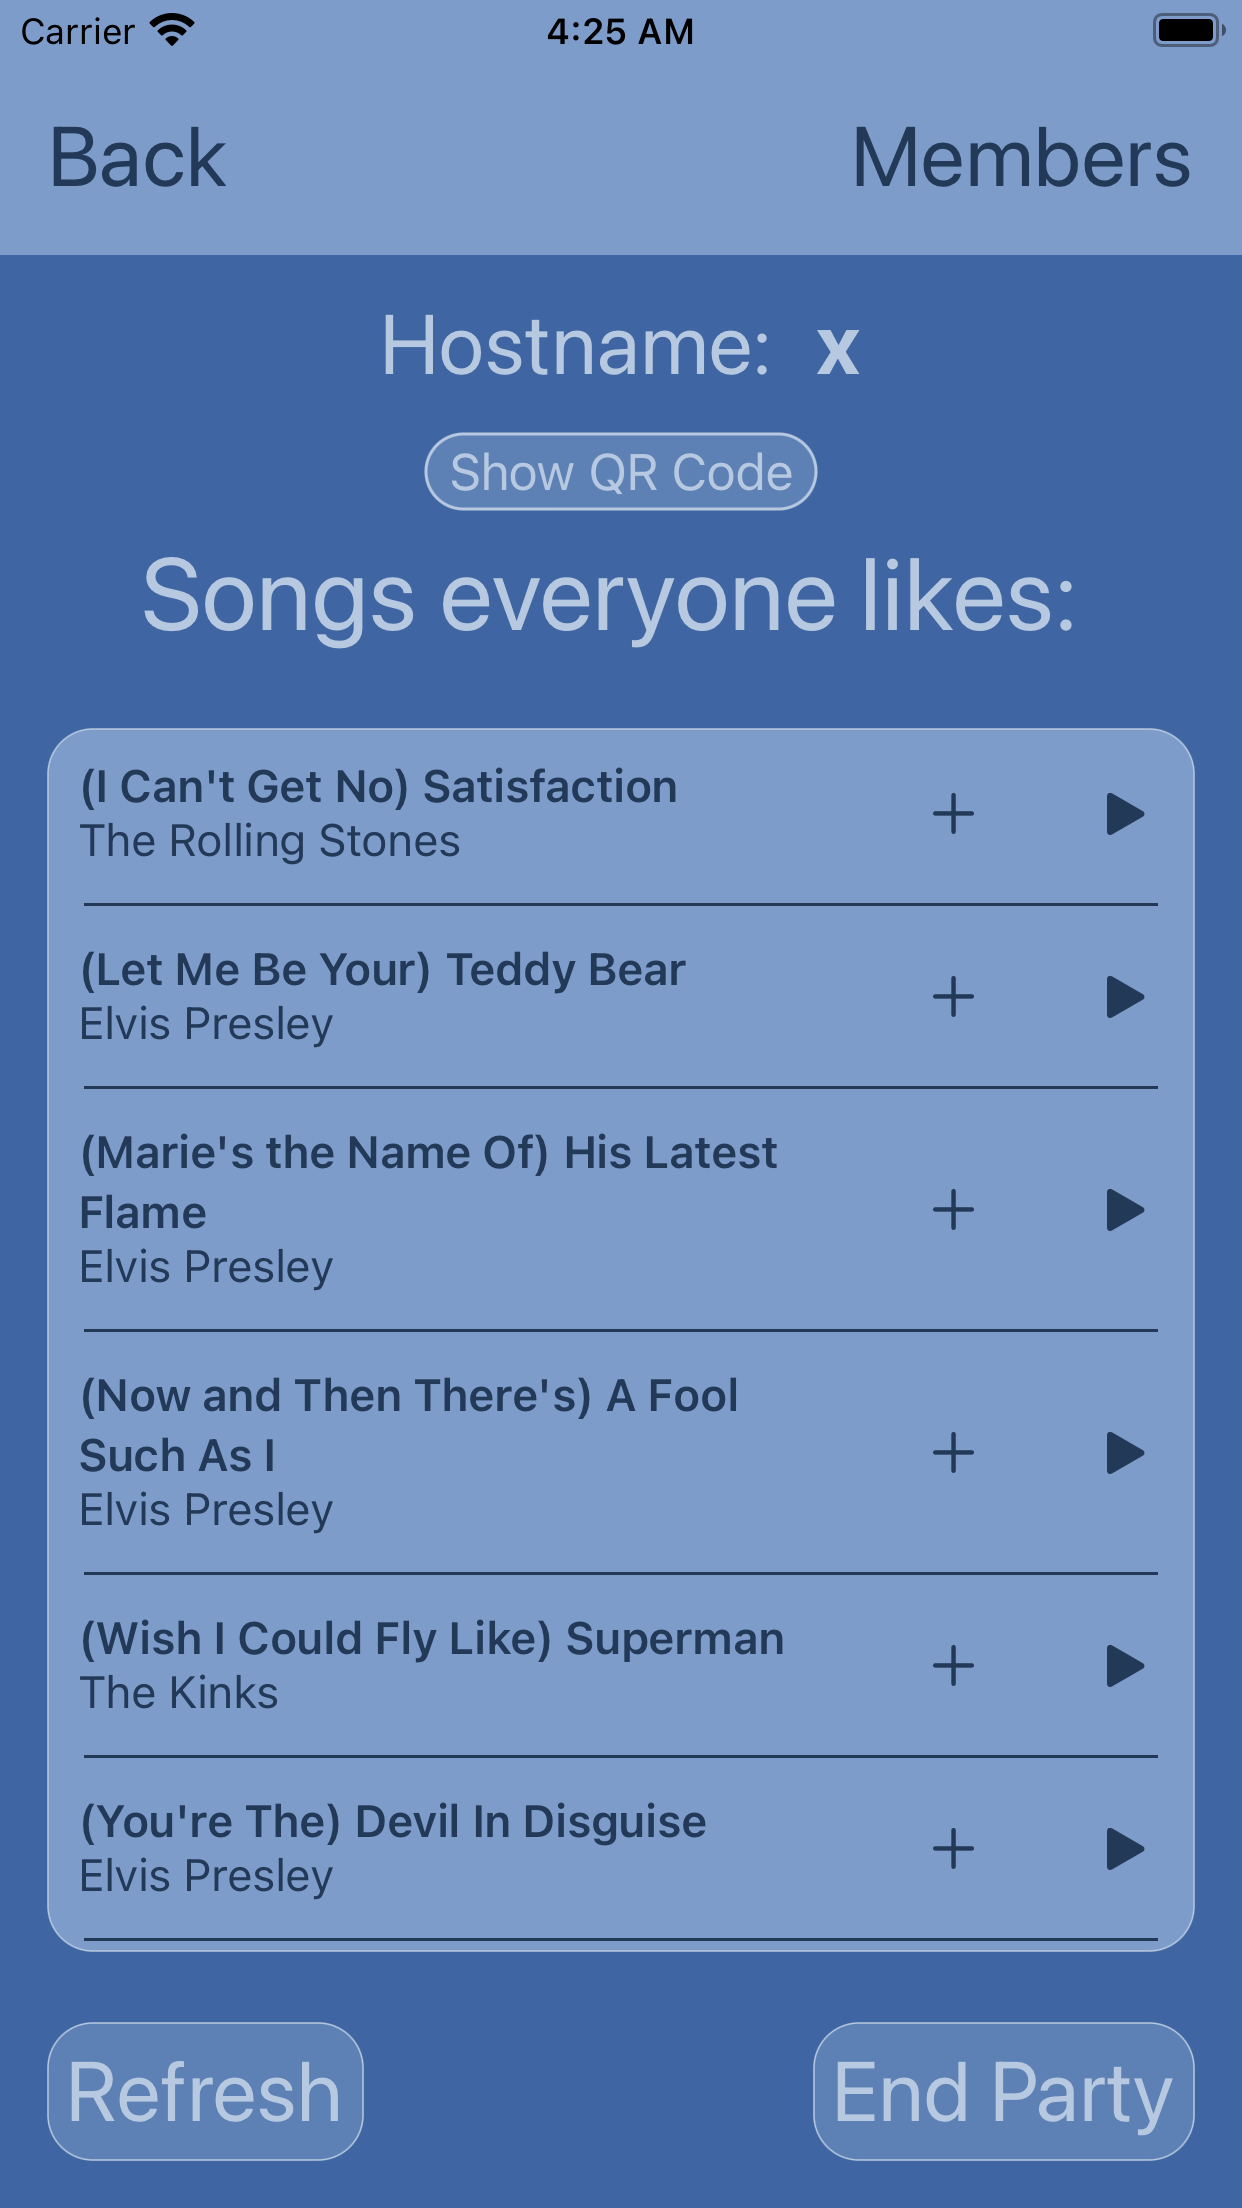 Carrier 4:25 AM
Back Members
Hostname: x
Show QR Code
Songs everyone likes:
(I Can't Get No) Satisfaction
The Rolling Stones
(Let Me Be Your) Teddy Bear
Elvis Presley
(Marie's the Name Of) His Latest
Flame
Elvis Presley
(Now and Then There's) A Fool
Such As I
Elvis Presley
(Wish I Could Fly Like) Superman
The Kinks
(You're The) Devil In Disguise
Elvis Presley
Refresh End Party